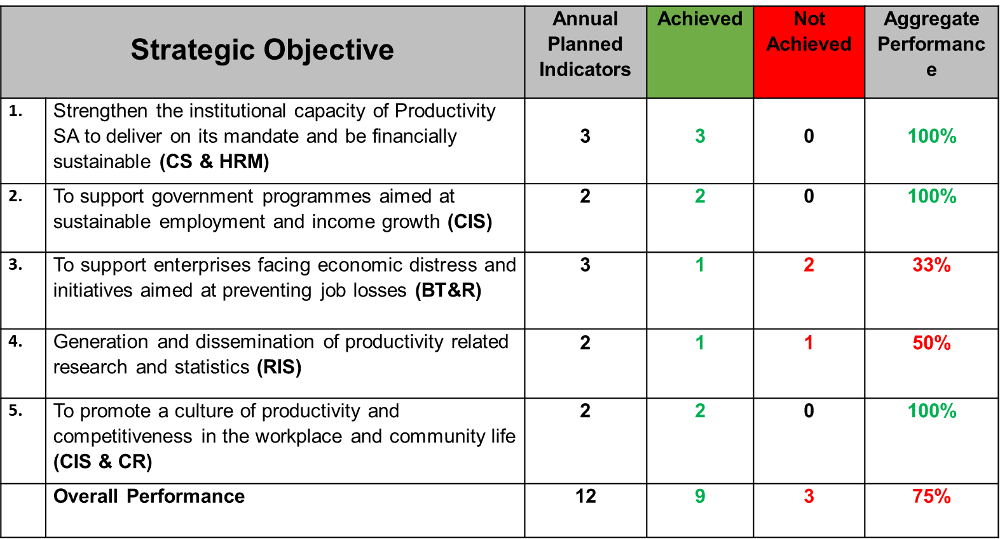 Strategic Objective
Annual
Planned
Indicators
Achieved
Not
Achieved
Aggregate
Performanc
e
1.
Strengthen the institutional capacity of Productivity
SA to deliver on its mandate and be financially
sustainable (CS & HRM)
3
3
0
100%
2.
To support government programmes aimed at
sustainable employment and income growth (CIS)
2
2
0
100%
3.
To support enterprises facing economic distress and
initiatives aimed at preventing job losses (BT&R)
3
1
2
33%
4.
Generation and dissemination of productivity related
research and statistics (RIS)
2
1
1
50%
5.
To promote a culture of productivity and
competitiveness in the workplace and community life
(CIS & CR)
2
2
0
100%
Overall Performance
12
9
3
75%